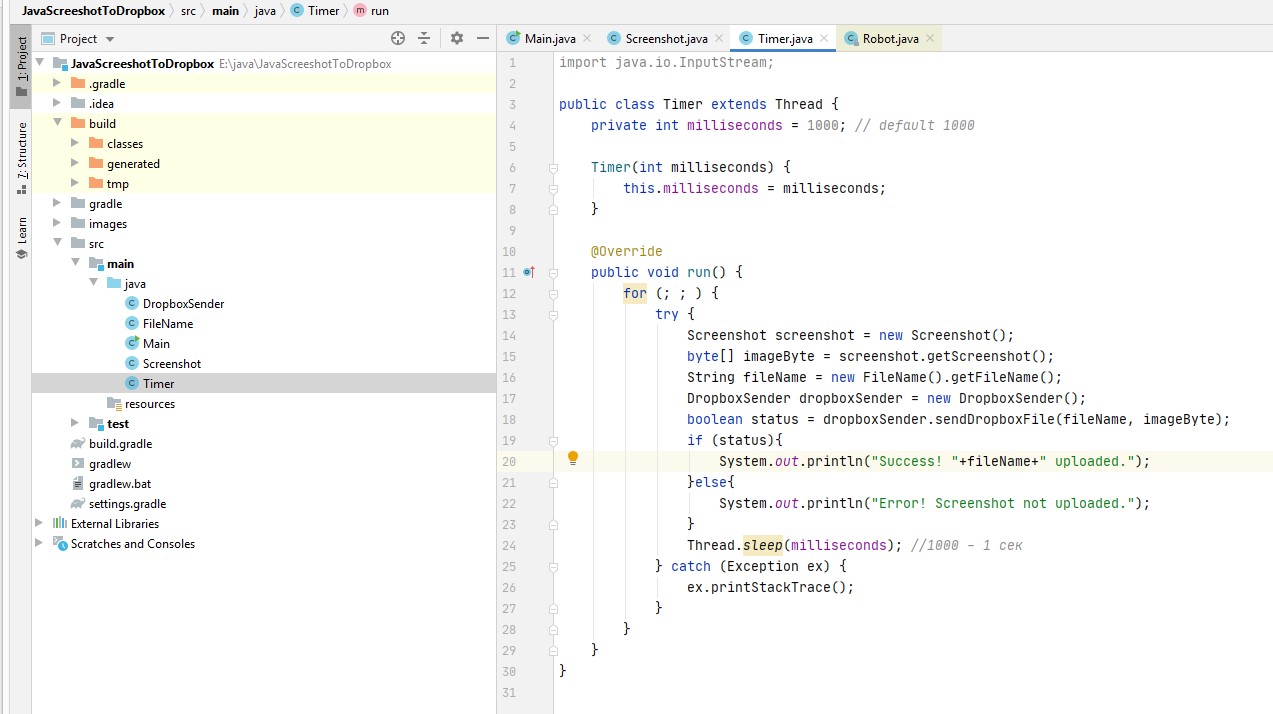 JavaScreeshotToDropbox src main java Timer run
1: Project
7: Structure
Learn
Project
JavaScreeshotToDropbox E:\java\JavaScreeshotToDropbox
.gradle
.idea
build
classes
generated
tmp
gradle
images
src
main
java
DropboxSender
FileName
Main
Screenshot
Timer
resources
test
build.gradle
gradlew
gradlew.bat
settings.gradle
External Libraries
Scratches and Consoles
Main.java Screenshot.java Timer.java Robot.java
1 import java.io.InputStream;
2
3 public class Timer extends Thread {
4 private int milliseconds = 1000; // default 1000
5
6 Timer(int milliseconds) {
7 this.milliseconds = milliseconds;
8 }
9
10 @Override
11 public void run() {
12 for (; ; ) {
13 try {
14 Screenshot screenshot = new Screenshot();
15 byte[] imageByte = screenshot.getScreenshot();
16 String fileName = new FileName().getFileName();
17 DropboxSender dropboxSender = new DropboxSender();
18 boolean status = dropboxSender.sendDropboxFile(fileName, imageByte);
19 if (status){
20 System.out.println("Success! "+fileName+" uploaded.");
21 }else{
22 System.out.println("Error! Screenshot not uploaded.");
23 }
24 Thread.sleep(milliseconds); //1000 - 1 сек
25 } catch (Exception ex) {
26 ex.printStackTrace();
27 }
28 }
29 }
30 }
31